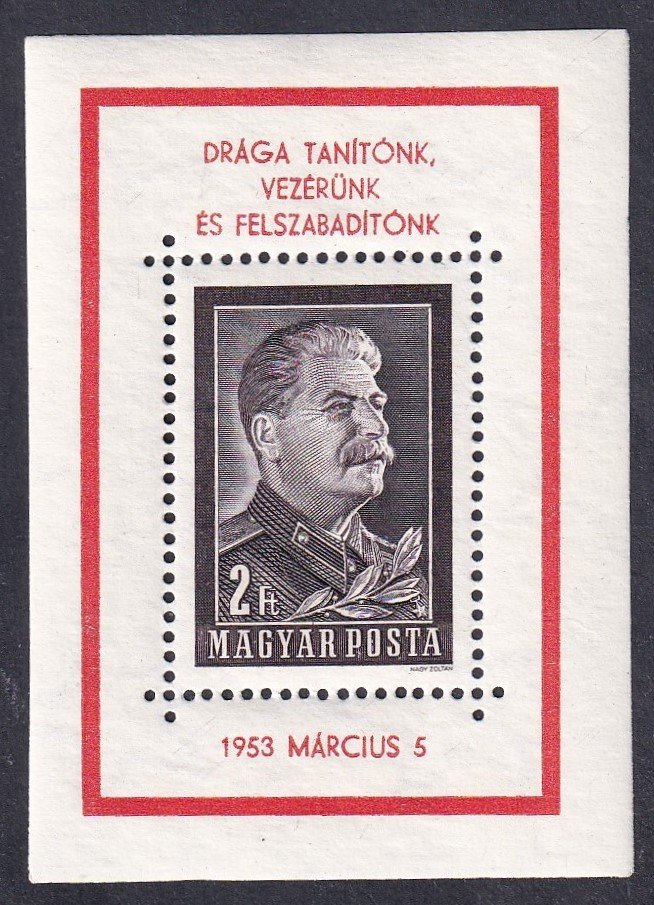 DRÁGA TANÍTÓNK,
VEZÉRÜNK
ÉS FELSZABADÍTÓNK
2 Ft
MAGYAR POSTA
NAGY ZOLTÁN
1953 MÁRCIUS 5